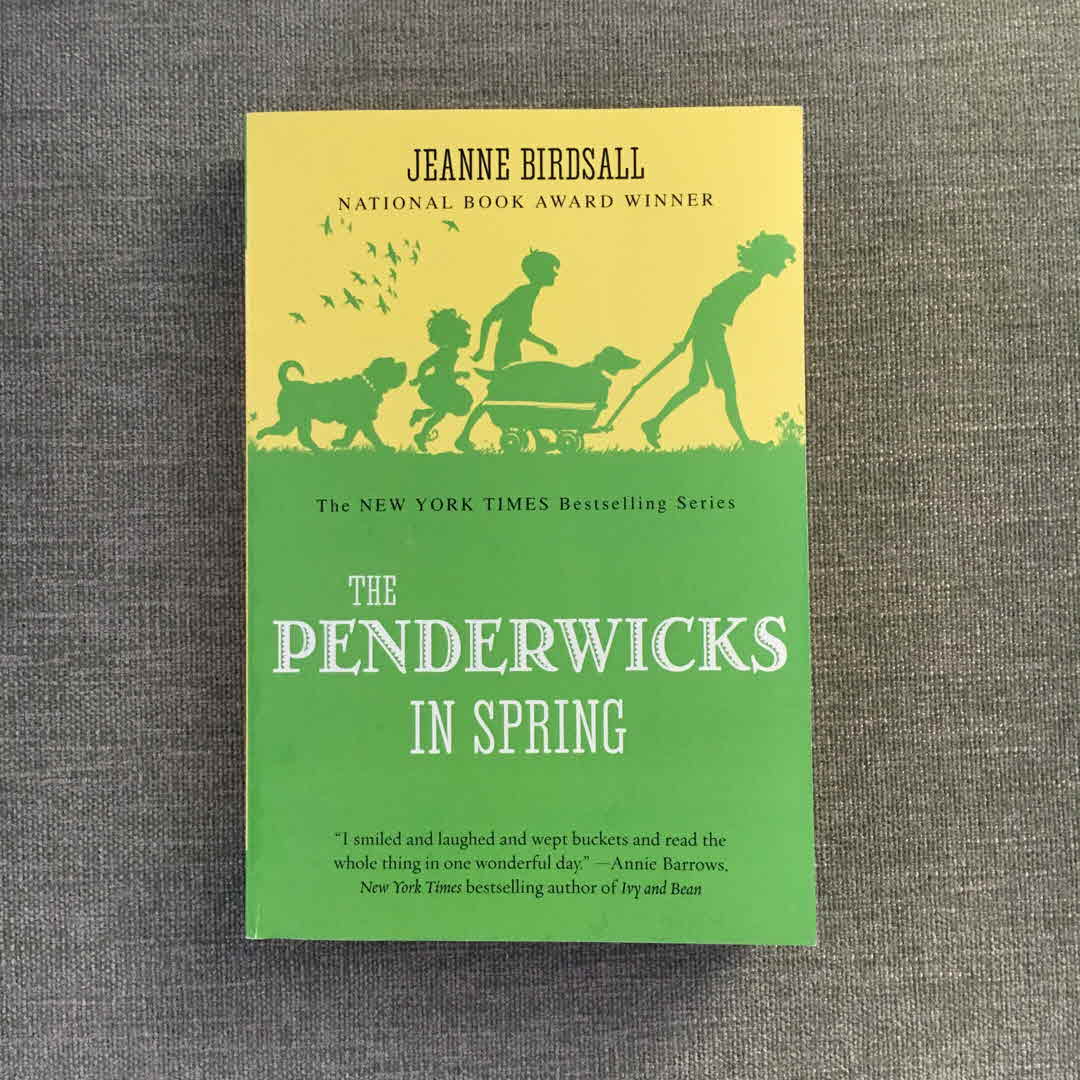 JEANNE BIRDSALL
NATIONAL BOOK AWARD WINNER
The NEW YORK TIMES Bestselling Series
THE
PENDERWICKS
IN SPRING
“I smiled and laughed and wept buckets and read the
whole thing in one wonderful day.” —Annie Barrows,
New York Times bestselling author of Ivy and Bean